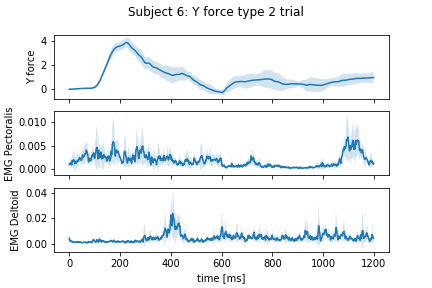 Subject 6: Y force type 2 trial
Y force
4
2
0
EMG Pectoralis
0.010
0.005
0.000
EMG Deltoid
0.04
0.02
0.00
0 200 400 600 800 1000 1200
time [ms]